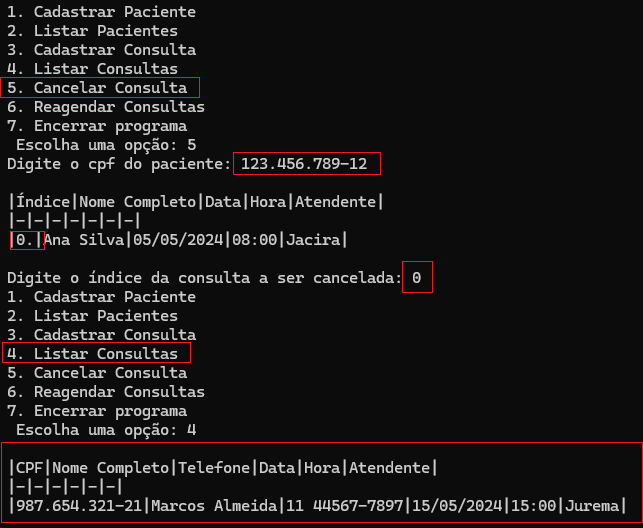 1. Cadastrar Paciente
2. Listar Pacientes
3. Cadastrar Consulta
4. Listar Consultas
5. Cancelar Consulta
6. Reagendar Consultas
7. Encerrar programa
Escolha uma opção: 5
Digite o cpf do paciente: 123.456.789-12
|Índice|Nome Completo|Data|Hora|Atendente|
|-|-|-|-|-|-|
|0.|Ana Silva|05/05/2024|08:00|Jacira|
Digite o índice da consulta a ser cancelada: 0
1. Cadastrar Paciente
2. Listar Pacientes
3. Cadastrar Consulta
4. Listar Consultas
5. Cancelar Consulta
6. Reagendar Consultas
7. Encerrar programa
Escolha uma opção: 4
|CPF|Nome Completo|Telefone|Data|Hora|Atendente|
|-|-|-|-|-|
|987.654.321-21|Marcos Almeida|11 44567-7897|15/05/2024|15:00|Jurema|